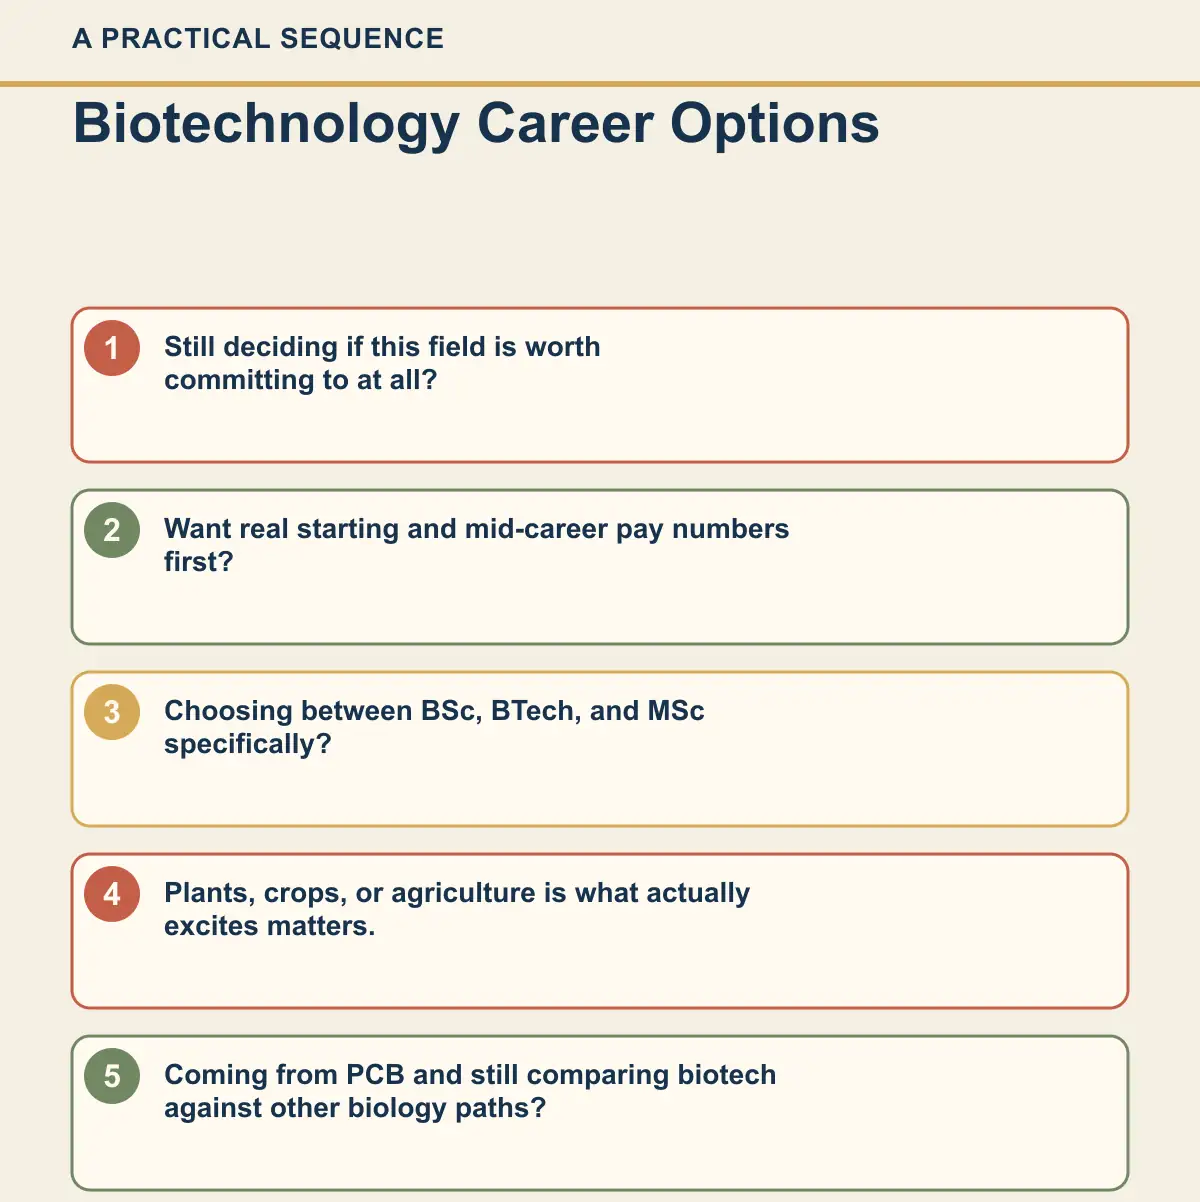 A PRACTICAL SEQUENCE
Biotechnology Career Options
1
Still deciding if this field is worth
committing to at all?
2
Want real starting and mid-career pay numbers
first?
3
Choosing between BSc, BTech, and MSc
specifically?
4
Plants, crops, or agriculture is what actually
excites matters.
5
Coming from PCB and still comparing biotech
against other biology paths?